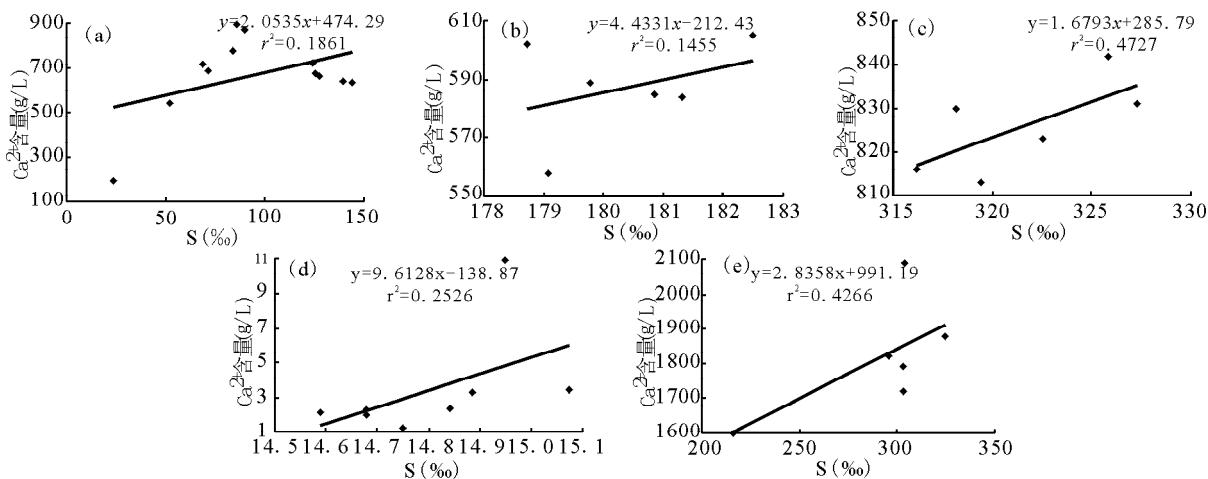 (a)
y=2.0535x+474.29
r²=0.1861
900
700
500
300
100
Ca²⁺含量(g/L)
0 50 100 150
S(‰)
(b)
y=4.4331x−212.43
r²=0.1455
610
590
570
550
Ca²⁺含量(g/L)
178 179 180 181 182 183
S(‰)
(c)
y=1.6793x+285.79
r²=0.4727
850
840
830
820
810
Ca²⁺含量(g/L)
315 320 325 330
S(‰)
(d)
y=9.6128x−138.87
r²=0.2526
11
9
7
5
3
1
Ca²⁺含量(g/L)
14.5 14.6 14.7 14.8 14.9 15.0 15.1
S(‰)
(e)
y=2.8358x+991.19
r²=0.4266
2100
2000
1900
1800
1700
1600
Ca²⁺含量(g/L)
200 250 300 350
S(‰)